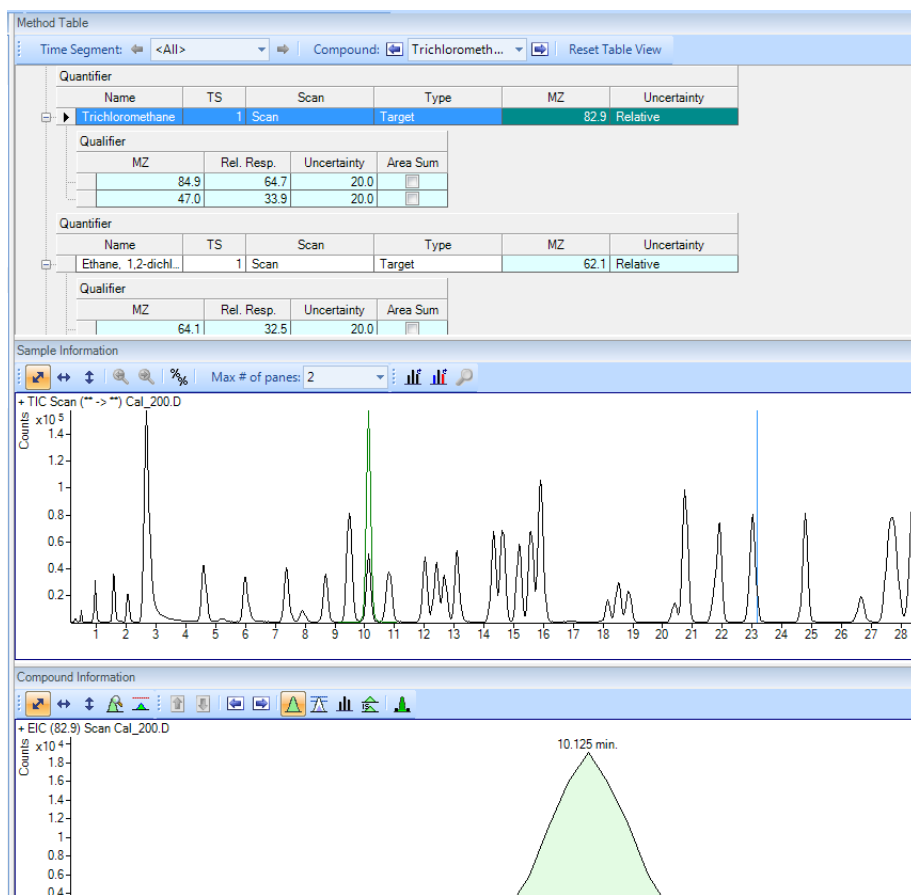 Method Table
Time Segment: <All> Compound: Trichlorometh... Reset Table View
Quantifier
Name TS Scan Type MZ Uncertainty
Trichloromethane 1 Scan Target 82.9 Relative
Qualifier
MZ Rel. Resp. Uncertainty Area Sum
84.9 64.7 20.0
47.0 33.9 20.0
Quantifier
Name TS Scan Type MZ Uncertainty
Ethane, 1,2-dichl... 1 Scan Target 62.1 Relative
Qualifier
MZ Rel. Resp. Uncertainty Area Sum
64.1 32.5 20.0
Sample Information
Max # of panes: 2
+ TIC Scan (** -> **) Cal_200.D
Counts
x10 5
1.4
1.2
1
0.8
0.6
0.4
0.2
1 2 3 4 5 6 7 8 9 10 11 12 13 14 15 16 17 18 19 20 21 22 23 24 25 26 27 28
Compound Information
+ EIC (82.9) Scan Cal_200.D
Counts
x10 4
10.125 min.
1.8
1.6
1.4
1.2
1
0.8
0.6
0.4